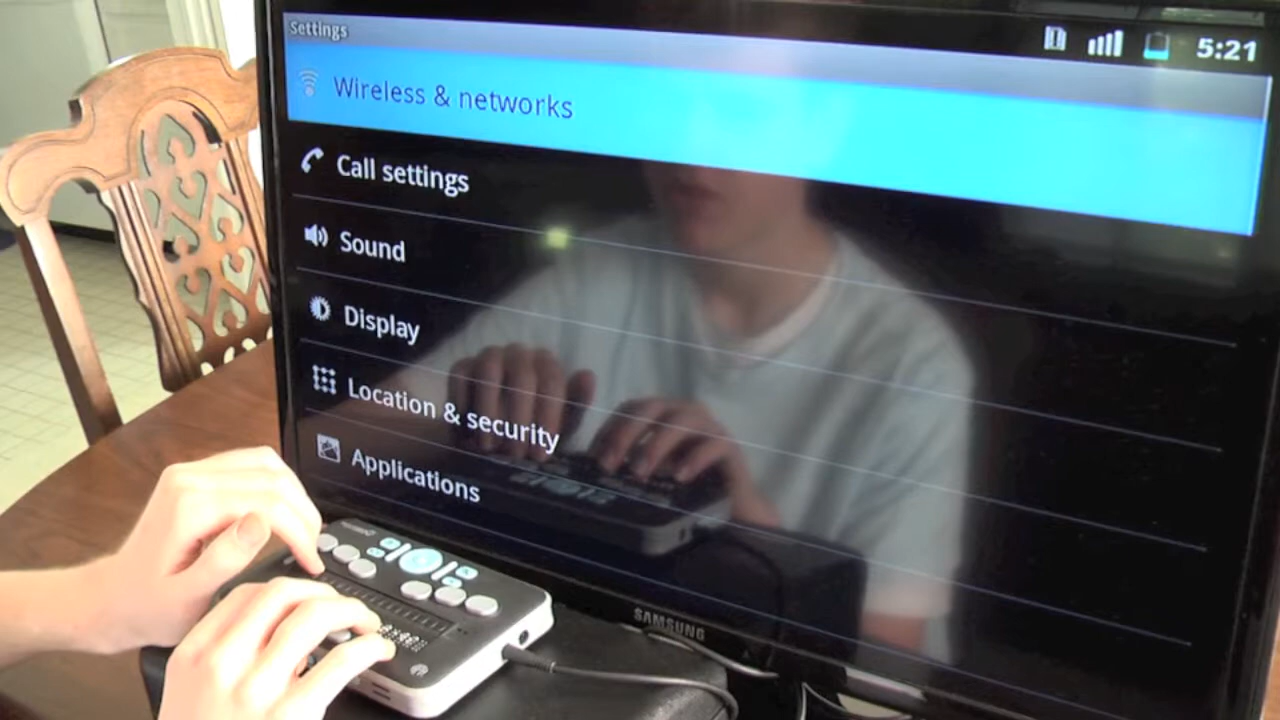 Settings
5:21
Wireless & networks
Call settings
Sound
Display
Location & security
Applications
SAMSUNG